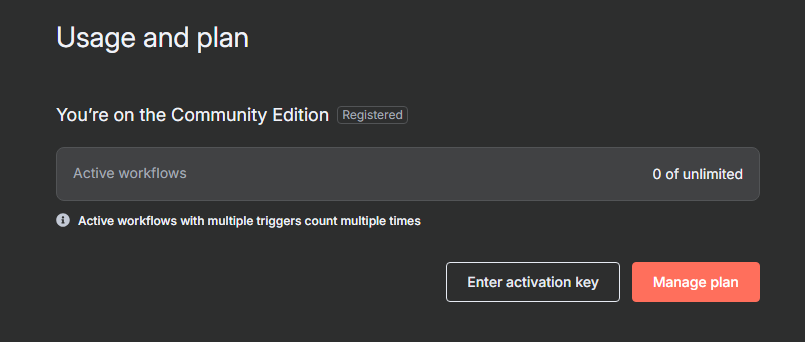 Usage and plan
You’re on the Community Edition Registered
Active workflows 0 of unlimited
Active workflows with multiple triggers count multiple times
Enter activation key Manage plan